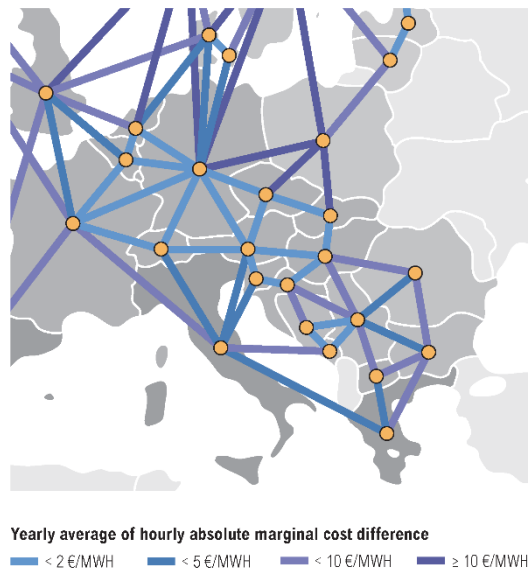 Yearly average of hourly absolute marginal cost difference
< 2 €/MWH < 5 €/MWH < 10 €/MWH ≥ 10 €/MWH